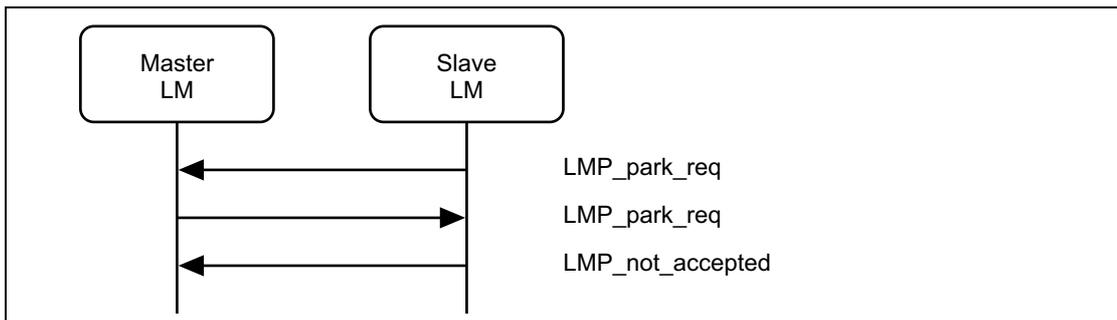 Master
LM
Slave
LM
LMP_park_req
LMP_park_req
LMP_not_accepted